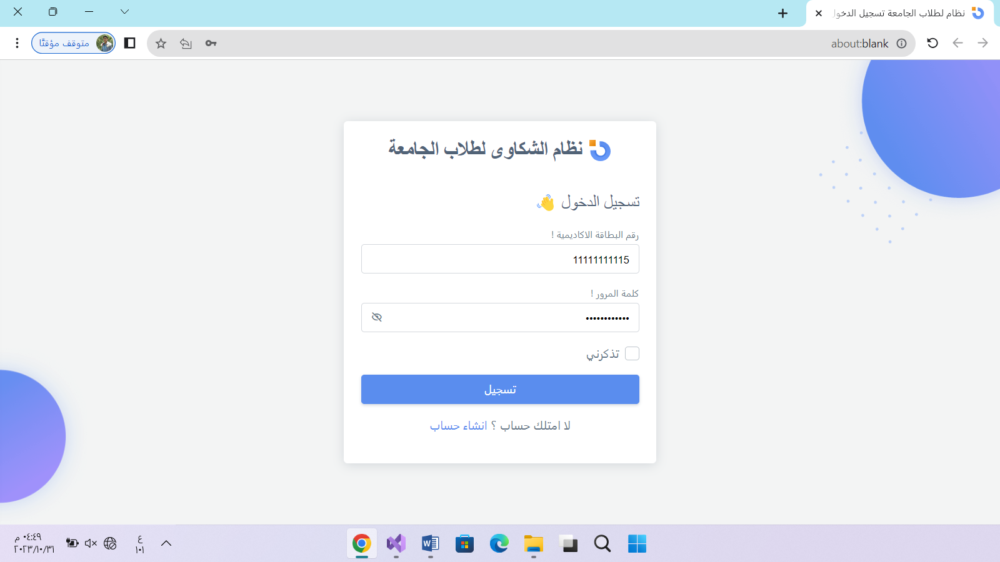 نظام لطلاب الجامعة تسجيل
about:blank
متوقف مؤقتًا
نظام الشكاوى لطلاب الجامعة
تسجيل الدخول
رقم البطاقة الاكاديمية !
11111111115
كلمة المرور !
••••••••••••
تذكرني
تسجيل
لا امتلك حساب ؟ انشاء حساب
ع
١٠١
٠٤:٤٩ م
٢٠٢٣/١٠/٣١